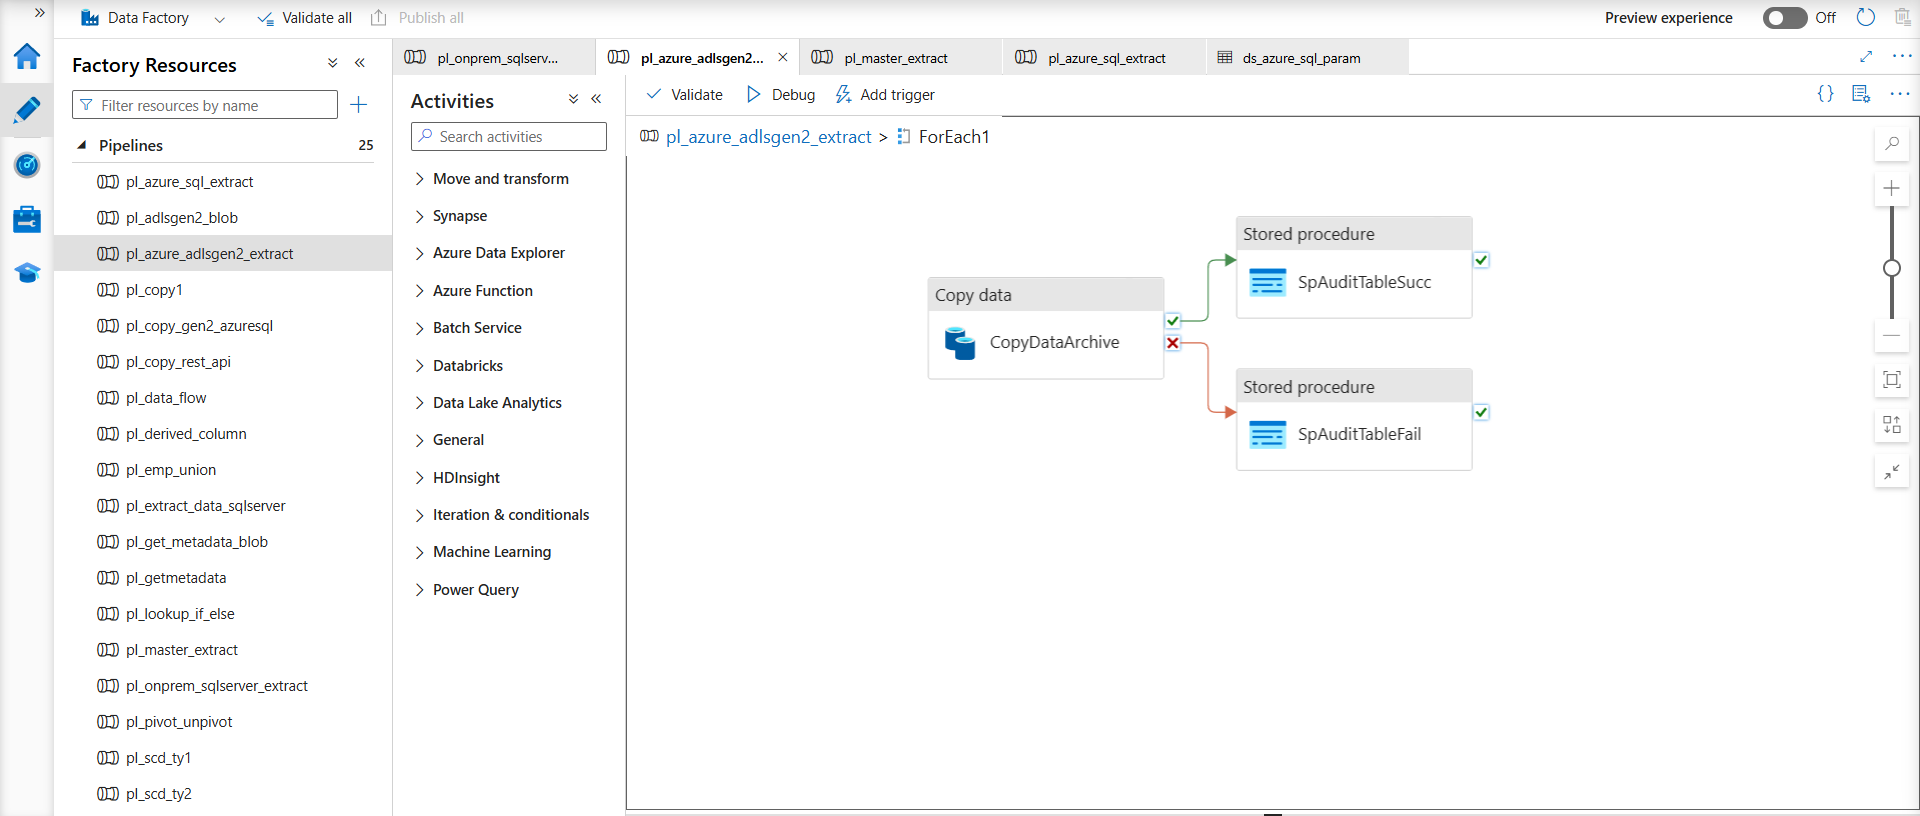 Data Factory
Validate all
Publish all
Preview experience
Off
Factory Resources
Filter resources by name
Pipelines
25
pl_azure_sql_extract
pl_adlsgen2_blob
pl_azure_adlsgen2_extract
pl_copy1
pl_copy_gen2_azuresql
pl_copy_rest_api
pl_data_flow
pl_derived_column
pl_emp_union
pl_extract_data_sqlserver
pl_get_metadata_blob
pl_getmetadata
pl_lookup_if_else
pl_master_extract
pl_onprem_sqlserver_extract
pl_pivot_unpivot
pl_scd_ty1
pl_scd_ty2
pl_onprem_sqlserv...
pl_azure_adlsgen2...
pl_master_extract
pl_azure_sql_extract
ds_azure_sql_param
Activities
Search activities
Move and transform
Synapse
Azure Data Explorer
Azure Function
Batch Service
Databricks
Data Lake Analytics
General
HDInsight
Iteration & conditionals
Machine Learning
Power Query
Validate
Debug
Add trigger
pl_azure_adlsgen2_extract > ForEach1
Copy data
CopyDataArchive
Stored procedure
SpAuditTableSucc
Stored procedure
SpAuditTableFail